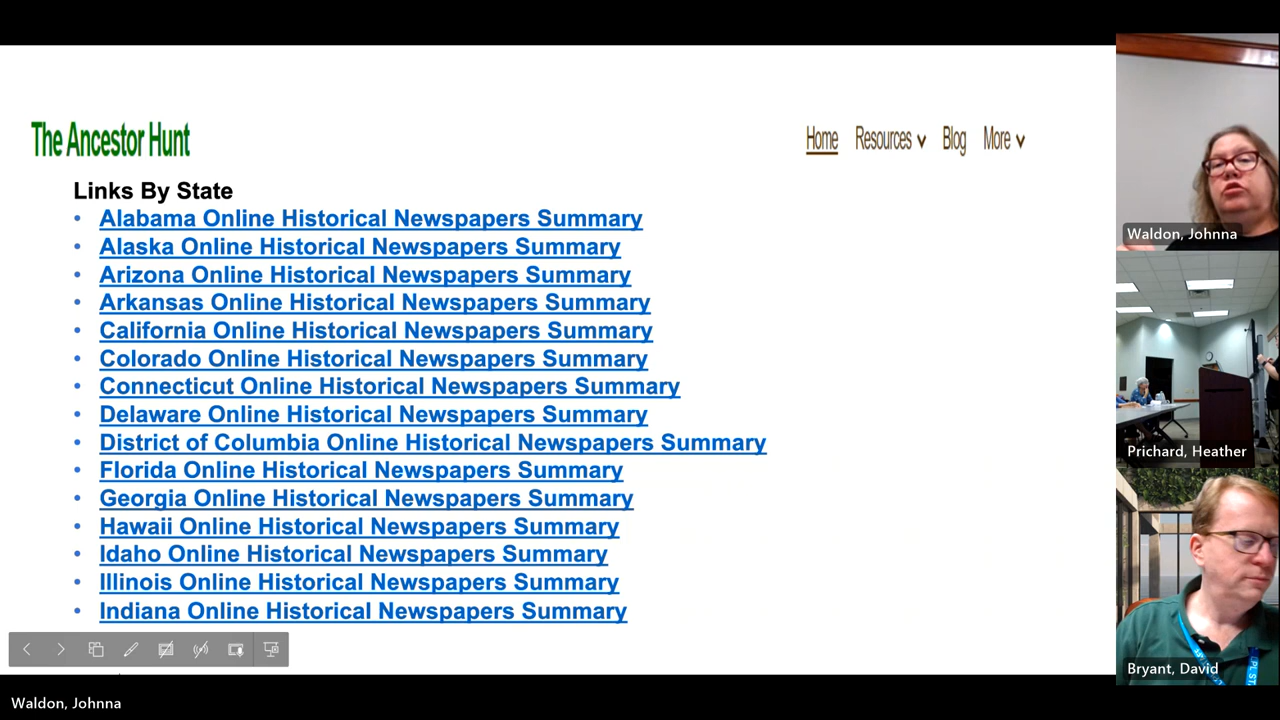 The Ancestor Hunt
Home Resources Blog More
Links By State
• Alabama Online Historical Newspapers Summary
• Alaska Online Historical Newspapers Summary
• Arizona Online Historical Newspapers Summary
• Arkansas Online Historical Newspapers Summary
• California Online Historical Newspapers Summary
• Colorado Online Historical Newspapers Summary
• Connecticut Online Historical Newspapers Summary
• Delaware Online Historical Newspapers Summary
• District of Columbia Online Historical Newspapers Summary
• Florida Online Historical Newspapers Summary
• Georgia Online Historical Newspapers Summary
• Hawaii Online Historical Newspapers Summary
• Idaho Online Historical Newspapers Summary
• Illinois Online Historical Newspapers Summary
• Indiana Online Historical Newspapers Summary
Waldon, Johnna
Waldon, Johnna
Prichard, Heather
Bryant, David